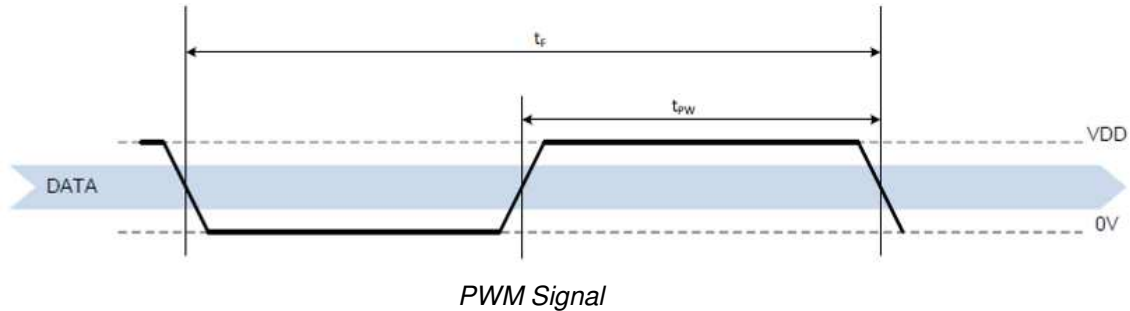 tF
tPW
VDD
DATA
0V
PWM Signal